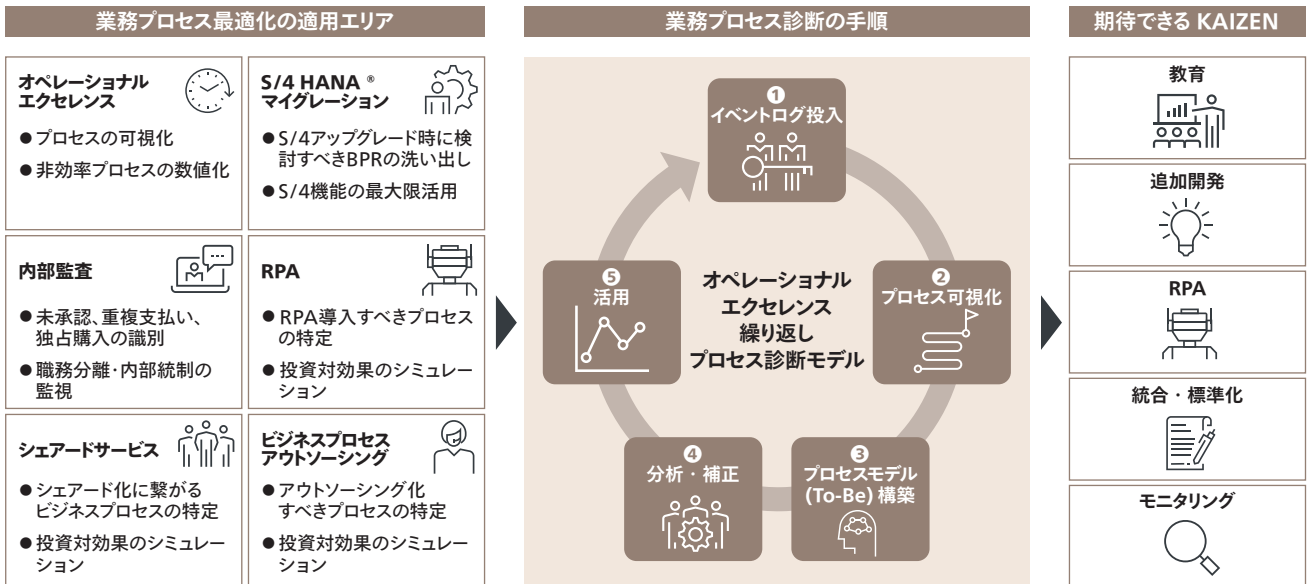 業務プロセス最適化の適用エリア
オペレーショナル
エクセレンス
●プロセスの可視化
●非効率プロセスの数値化
S/4 HANA ®
マイグレーション
●S/4アップグレード時に検
討すべきBPRの洗い出し
●S/4機能の最大限活用
内部監査
●未承認、重複支払い、
独占購入の識別
●職務分離・内部統制の
監視
RPA
●RPA導入すべきプロセス
の特定
●投資対効果のシミュレー
ション
シェアードサービス
●シェアード化に繋がる
ビジネスプロセスの特定
●投資対効果のシミュレー
ション
ビジネスプロセス
アウトソーシング
●アウトソーシング化
すべきプロセスの特定
●投資対効果のシミュレー
ション
業務プロセス診断の手順
❶
イベントログ投入
❷
プロセス可視化
❸
プロセスモデル
(To-Be) 構築
❹
分析・補正
❺
活用
オペレーショナル
エクセレンス
繰り返し
プロセス診断モデル
期待できる KAIZEN
教育
追加開発
RPA
統合・標準化
モニタリング